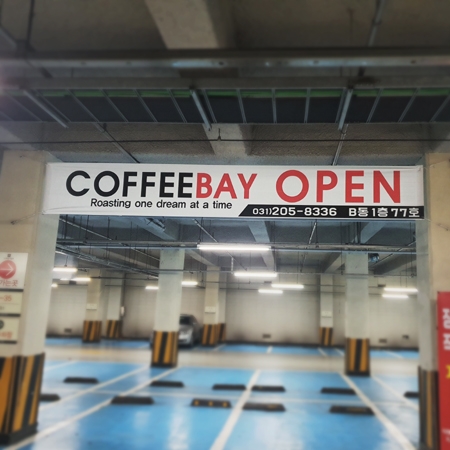 COFFEEBAY OPEN
Roasting one dream at a time
031)205-8336 B동 1층 77호